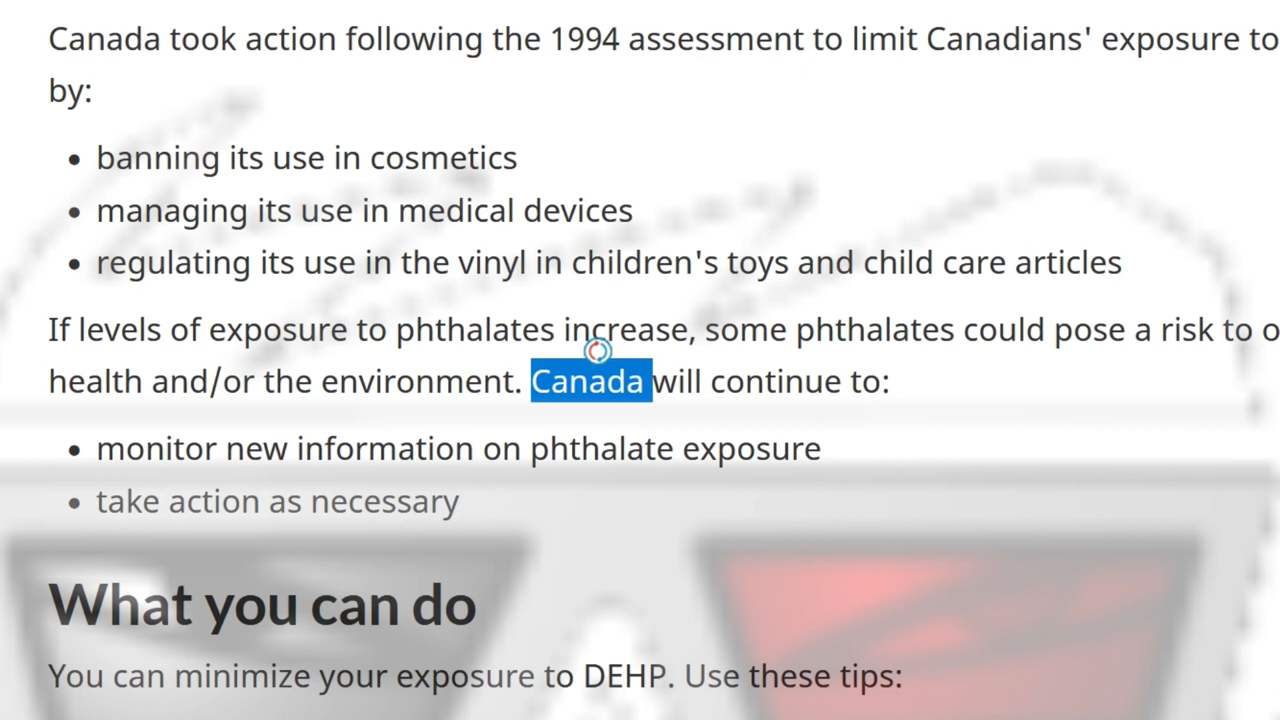 Canada took action following the 1994 assessment to limit Canadians' exposure to
by:
banning its use in cosmetics
managing its use in medical devices
regulating its use in the vinyl in children's toys and child care articles
If levels of exposure to phthalates increase, some phthalates could pose a risk to
health and/or the environment. Canada will continue to:
monitor new information on phthalate exposure
take action as necessary
What you can do
You can minimize your exposure to DEHP. Use these tips: